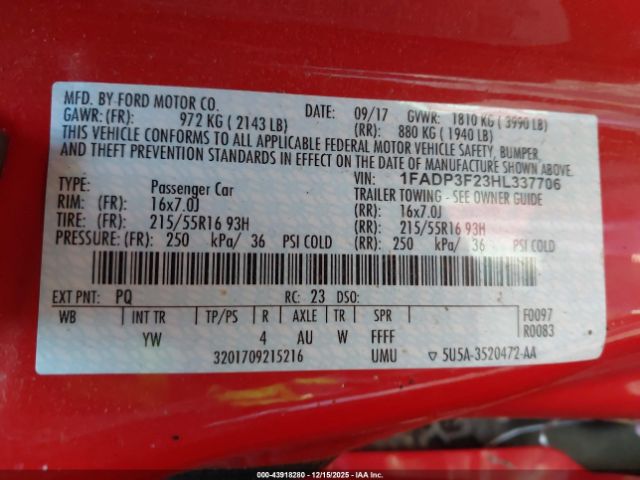 MFD. BY FORD MOTOR CO.
DATE: 09/17 GVWR: 1810 KG ( 3990 LB)
GAWR: (FR): 972 KG ( 2143 LB) (RR): 880 KG ( 1940 LB)
THIS VEHICLE CONFORMS TO ALL APPLICABLE FEDERAL MOTOR VEHICLE SAFETY, BUMPER,
AND THEFT PREVENTION STANDARDS IN EFFECT ON THE DATE OF MANUFACTURE SHOWN ABOVE.
VIN: 1FADP3F23HL337706
TYPE: Passenger Car TRAILER TOWING - SEE OWNER GUIDE
RIM: (FR): 16x7.0J (RR): 16x7.0J
TIRE: (FR): 215/55R16 93H (RR): 215/55R16 93H
PRESSURE: (FR): 250 kPa/ 36 PSI COLD (RR): 250 kPa/ 36 PSI COLD
EXT PNT: PQ RC: 23 DSO:
WB INT TR TP/PS R AXLE TR SPR F0097
YW 4 AU W FFFF R0083
3201709215216 UMU ▽ 5U5A-3520472-AA
000-43918280 - 12/15/2025 - IAAI.COM